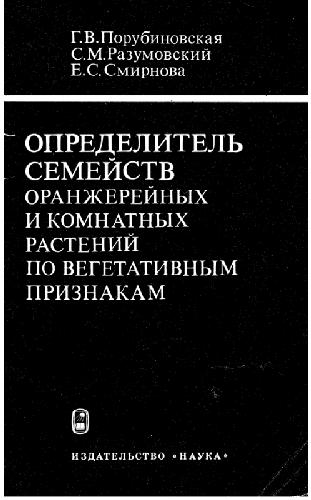 Г.В.Порубиновская
С.М.Разумовский
Е.С.Смирнова
ОПРЕДЕЛИТЕЛЬ
СЕМЕЙСТВ
ОРАНЖЕРЕЙНЫХ
И КОМНАТНЫХ
РАСТЕНИЙ
ПО ВЕГЕТАТИВНЫМ
ПРИЗНАКАМ
ИЗДАТЕЛЬСТВО «НАУКА»